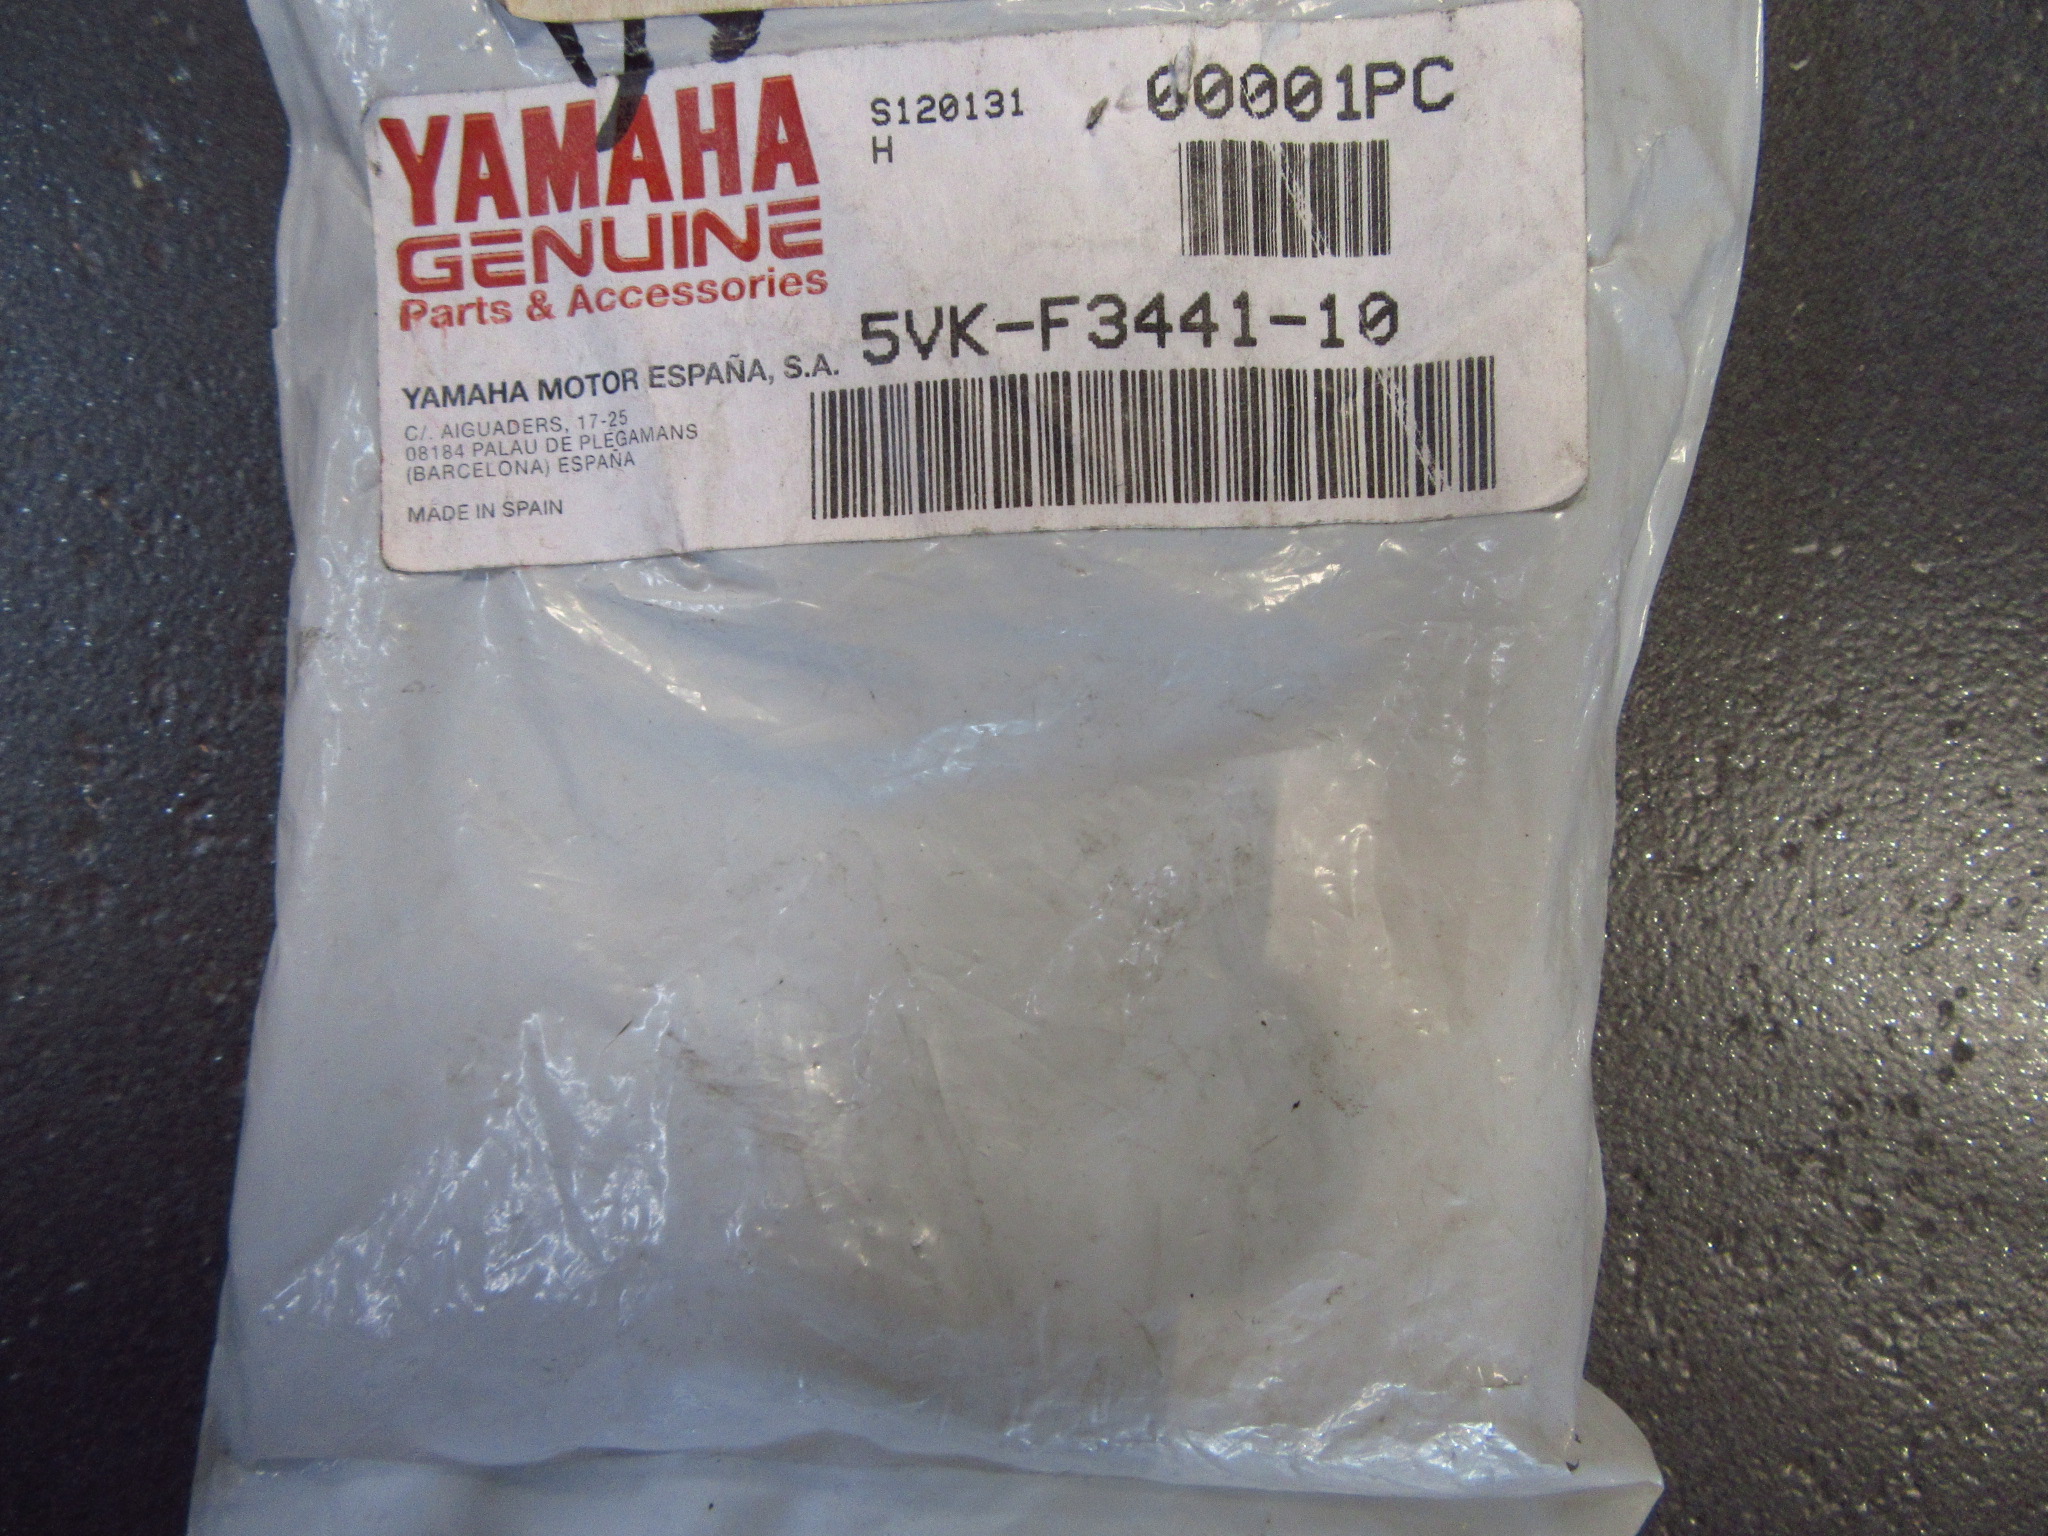 YAMAHA
GENUINE
Parts & Accessories
YAMAHA MOTOR ESPAÑA, S.A.
C/. AIGUADERS, 17-25
08184 PALAU DE PLEGAMANS
(BARCELONA) ESPAÑA
MADE IN SPAIN
S120131
H
00001PC
5VK-F3441-10